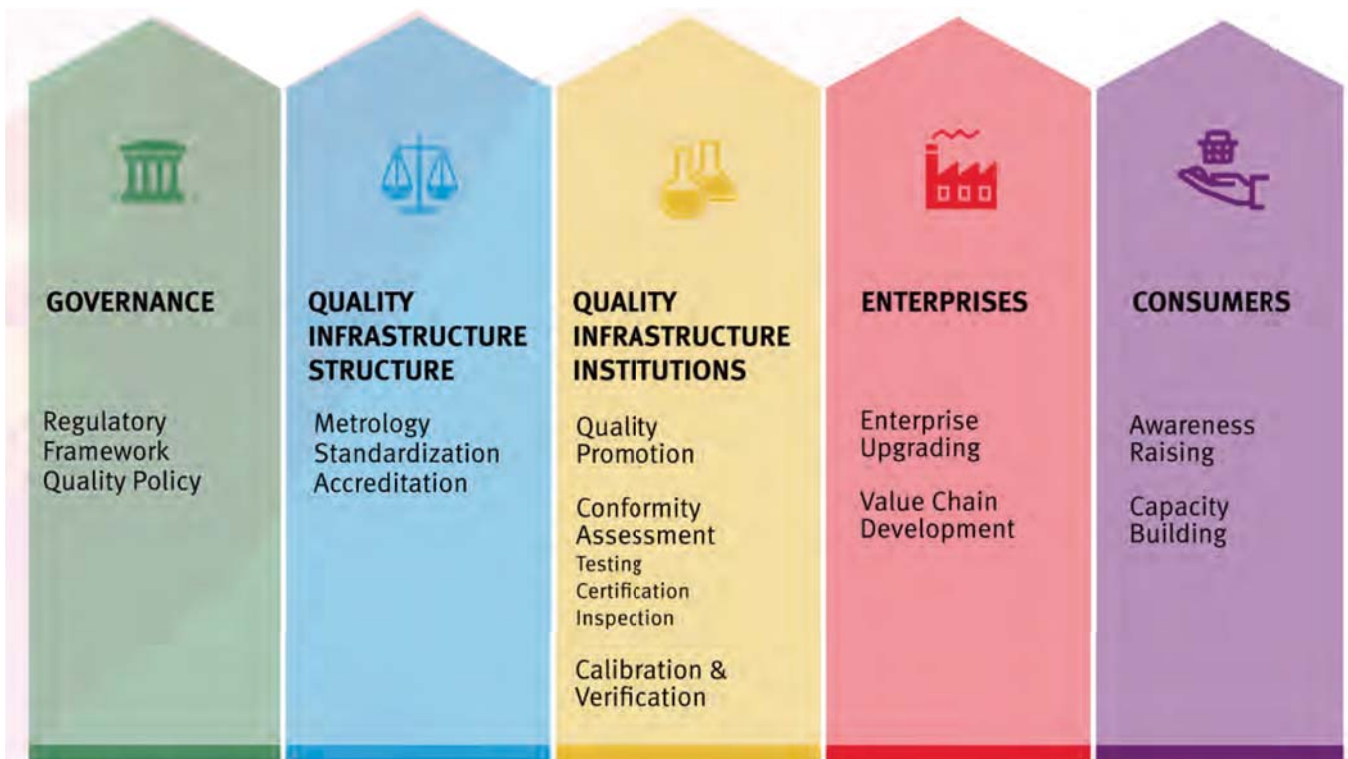 GOVERNANCE
Regulatory
Framework
Quality Policy
QUALITY
INFRASTRUCTURE
STRUCTURE
Metrology
Standardization
Accreditation
QUALITY
INFRASTRUCTURE
INSTITUTIONS
Quality
Promotion
Conformity
Assessment
Testing
Certification
Inspection
Calibration &
Verification
ENTERPRISES
Enterprise
Upgrading
Value Chain
Development
CONSUMERS
Awareness
Raising
Capacity
Building